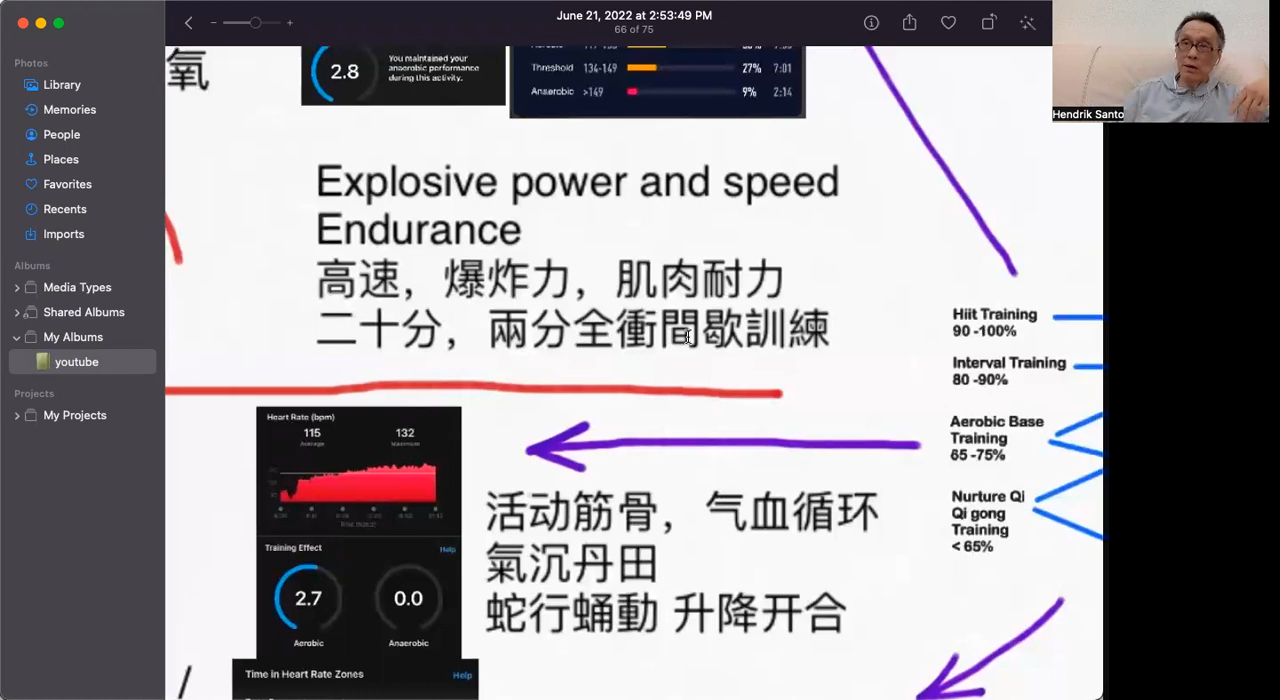 June 21, 2022 at 2:53:49 PM
66 of 75
Photos
Library
Memories
People
Places
Favorites
Recents
Imports
Albums
Media Types
Shared Albums
My Albums
youtube
Projects
My Projects
Hendrik Santo
氧
2.8
You maintained your
anaerobic performance
during this activity.
Threshold 134-149 27% 7:01
Anaerobic >149 9% 2:14
Explosive power and speed
Endurance
高速，爆炸力，肌肉耐力
二十分，兩分全衝間歇訓練
Hiit Training
90 -100%
Interval Training
80 -90%
Aerobic Base
Training
65 -75%
Nurture Qi
Qi gong
Training
< 65%
Heart Rate (bpm)
115 132
Average Maximum
Training Effect Help
2.7 0.0
Aerobic Anaerobic
活动筋骨，气血循环
氣沉丹田
蛇行蛹動 升降开合
Time in Heart Rate Zones Help